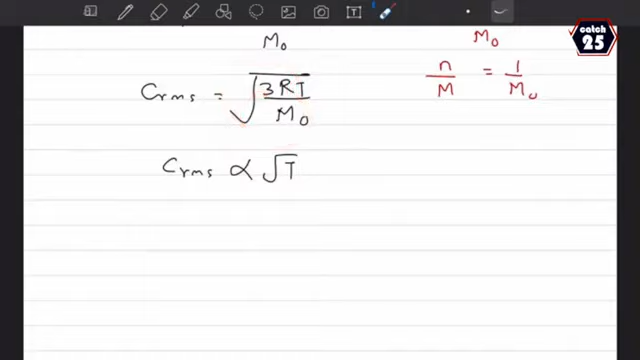 M₀
M₀
catch
25
n/M = 1/M₀
Crms = √(3RT/M₀)
Crms ∝ √T